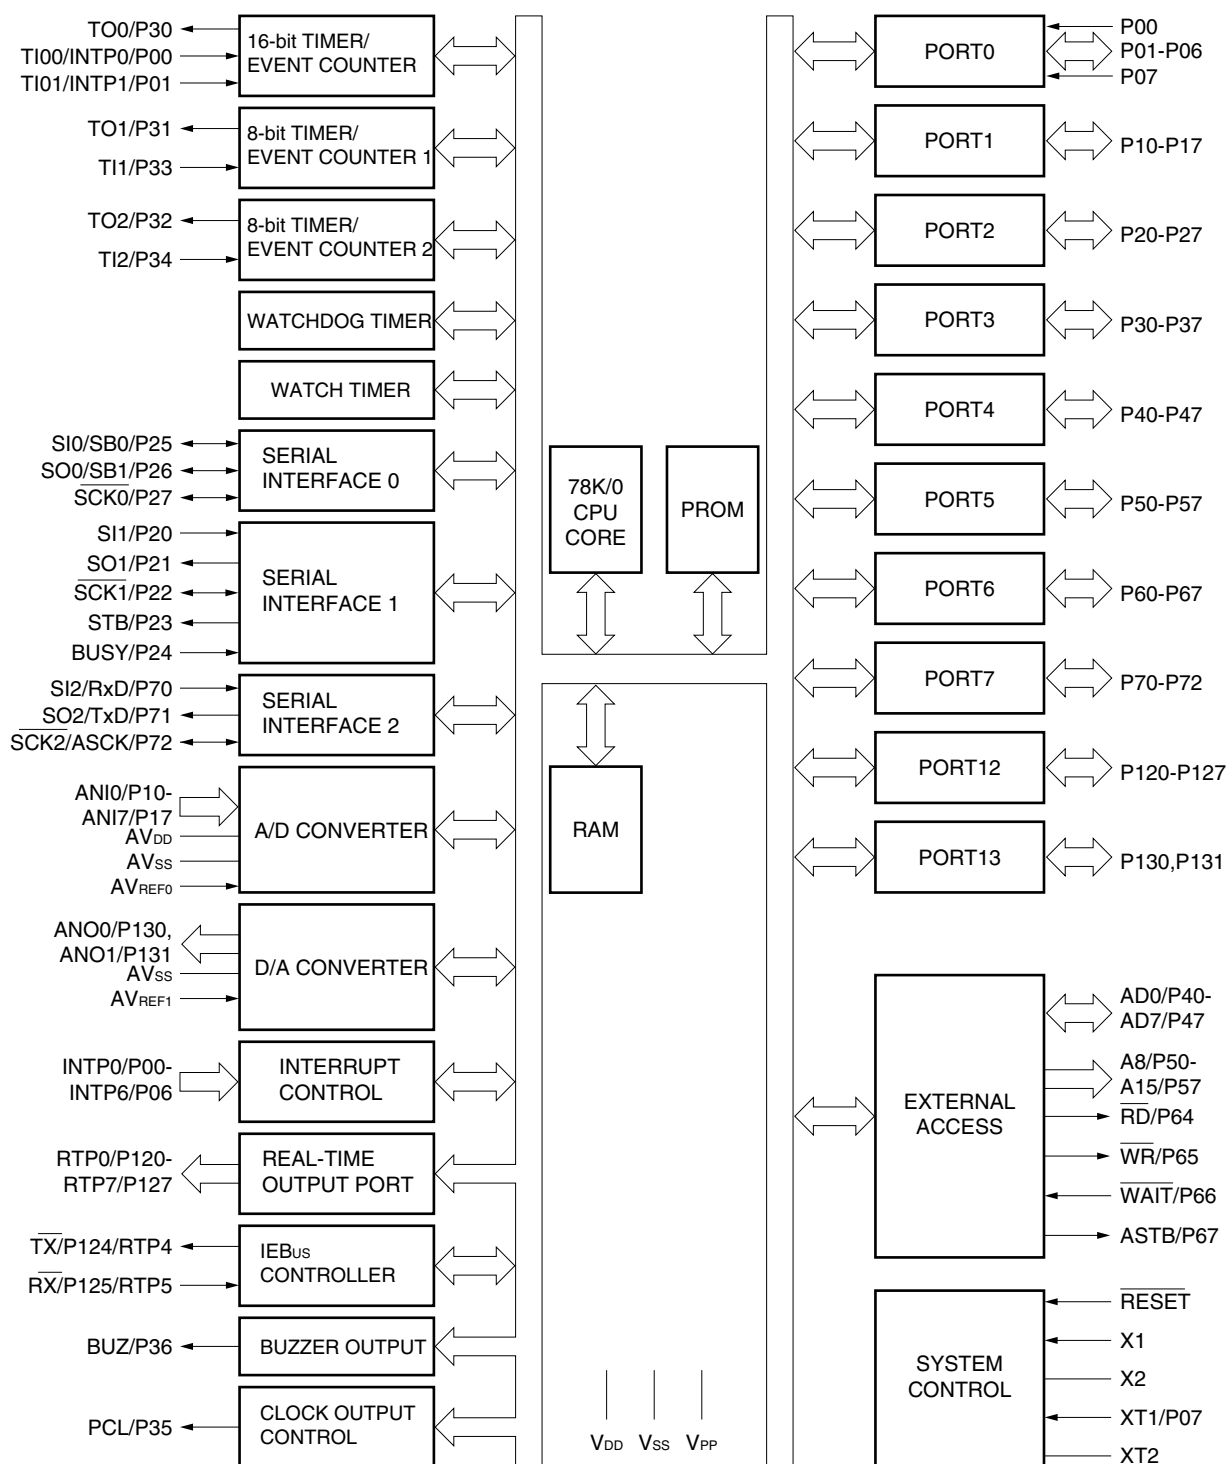 TO0/P30
TI00/INTP0/P00
TI01/INTP1/P01
16-bit TIMER/
EVENT COUNTER
TO1/P31
TI1/P33
8-bit TIMER/
EVENT COUNTER 1
TO2/P32
TI2/P34
8-bit TIMER/
EVENT COUNTER 2
WATCHDOG TIMER
WATCH TIMER
SI0/SB0/P25
SO0/SB1/P26
SCK0/P27
SERIAL
INTERFACE 0
SI1/P20
SO1/P21
SCK1/P22
STB/P23
BUSY/P24
SERIAL
INTERFACE 1
SI2/RxD/P70
SO2/TxD/P71
SCK2/ASCK/P72
SERIAL
INTERFACE 2
ANI0/P10-
ANI7/P17
AVDD
AVSS
AVREF0
A/D CONVERTER
ANO0/P130,
ANO1/P131
AVSS
AVREF1
D/A CONVERTER
INTP0/P00-
INTP6/P06
INTERRUPT
CONTROL
RTP0/P120-
RTP7/P127
REAL-TIME
OUTPUT PORT
TX/P124/RTP4
RX/P125/RTP5
IEBUS
CONTROLLER
BUZ/P36
BUZZER OUTPUT
PCL/P35
CLOCK OUTPUT
CONTROL
78K/0
CPU
CORE
PROM
RAM
VDD
VSS
VPP
PORT0
P00
P01-P06
P07
PORT1
P10-P17
PORT2
P20-P27
PORT3
P30-P37
PORT4
P40-P47
PORT5
P50-P57
PORT6
P60-P67
PORT7
P70-P72
PORT12
P120-P127
PORT13
P130,P131
EXTERNAL
ACCESS
AD0/P40-
AD7/P47
A8/P50-
A15/P57
RD/P64
WR/P65
WAIT/P66
ASTB/P67
SYSTEM
CONTROL
RESET
X1
X2
XT1/P07
XT2